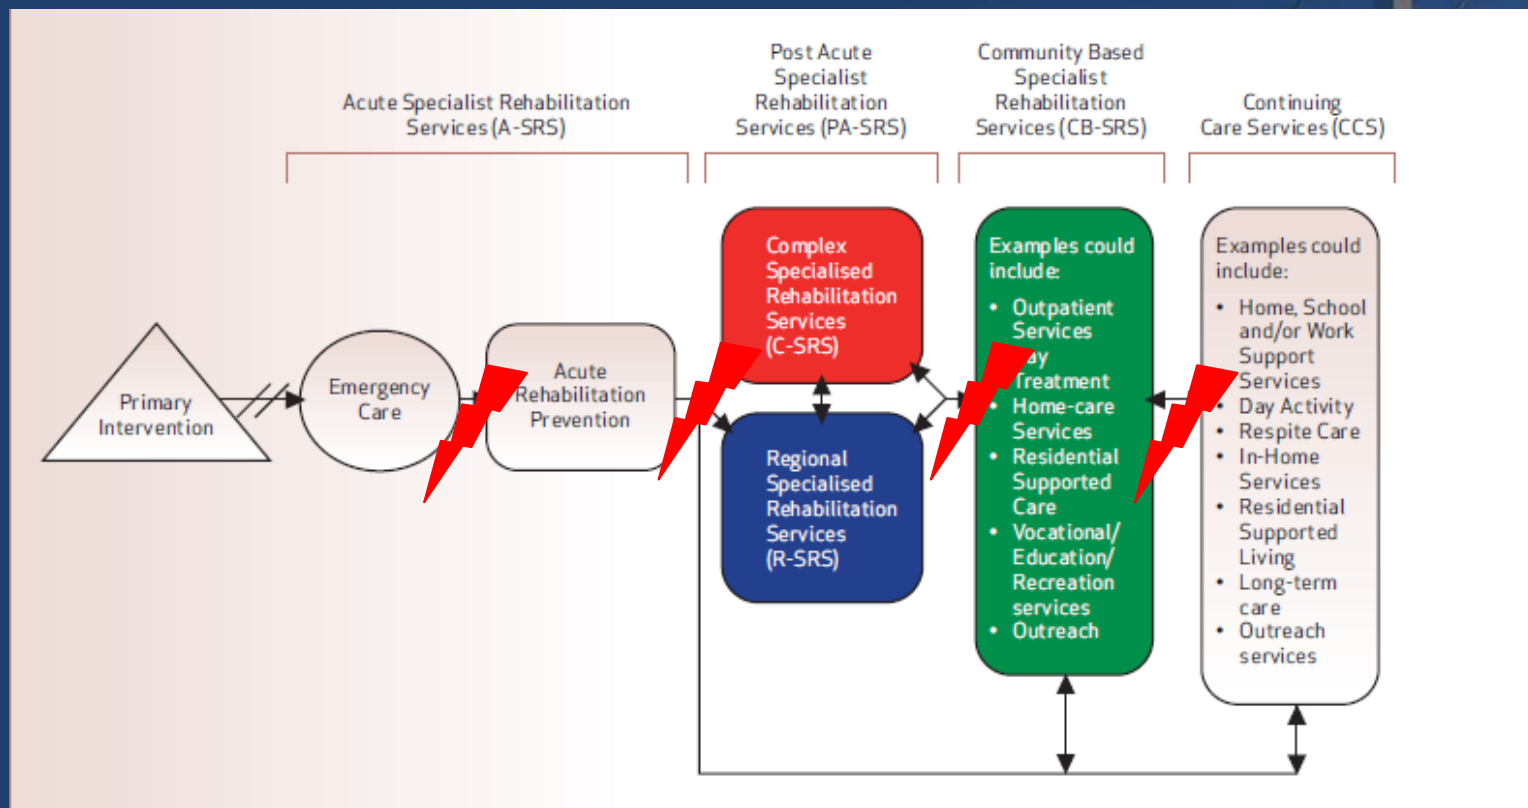 Acute Specialist Rehabilitation
Services (A-SRS)
Post Acute
Specialist
Rehabilitation
Services (PA-SRS)
Community Based
Specialist
Rehabilitation
Services (CB-SRS)
Continuing
Care Services (CCS)
Primary
Intervention
Emergency
Care
Acute
Rehabilitation
Prevention
Complex
Specialised
Rehabilitation
Services
(C-SRS)
Regional
Specialised
Rehabilitation
Services
(R-SRS)
Examples could
include:
• Outpatient
Services
•
Treatment
• Home-care
Services
• Residential
Supported
Care
• Vocational/
Education/
Recreation
services
• Outreach
Examples could
include:
• Home, School
and/or Work
Support
Services
• Day Activity
• Respite Care
• In-Home
Services
• Residential
Supported
Living
• Long-term
care
• Outreach
services